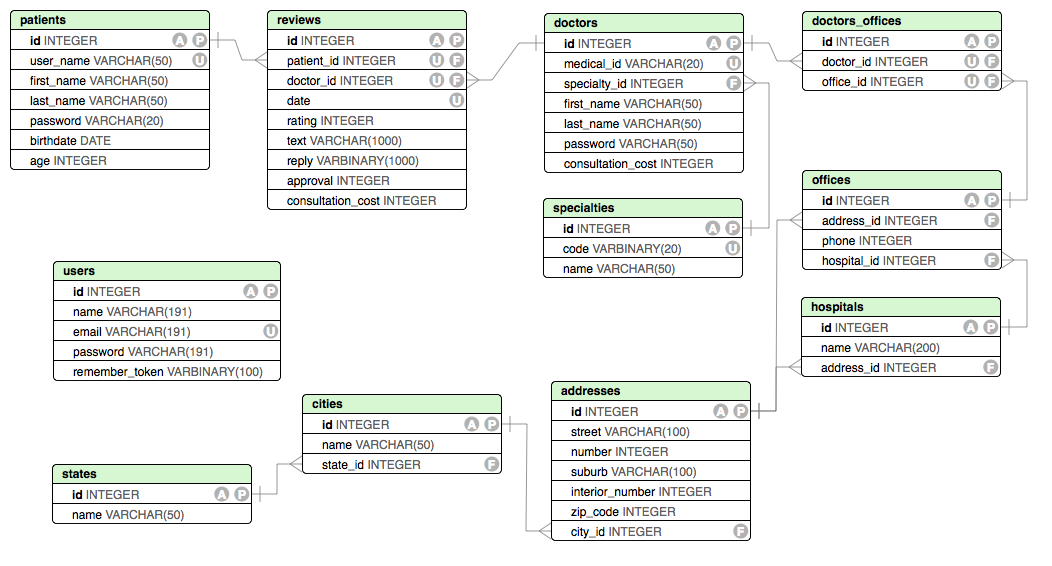 patients
id INTEGER A P
user_name VARCHAR(50) U
first_name VARCHAR(50)
last_name VARCHAR(50)
password VARCHAR(20)
birthdate DATE
age INTEGER
reviews
id INTEGER A P
patient_id INTEGER U F
doctor_id INTEGER U F
date U
rating INTEGER
text VARCHAR(1000)
reply VARBINARY(1000)
approval INTEGER
consultation_cost INTEGER
doctors
id INTEGER A P
medical_id VARCHAR(20) U
specialty_id INTEGER F
first_name VARCHAR(50)
last_name VARCHAR(50)
password VARCHAR(50)
consultation_cost INTEGER
doctors_offices
id INTEGER A P
doctor_id INTEGER U F
office_id INTEGER U F
specialties
id INTEGER A P
code VARBINARY(20) U
name VARCHAR(50)
offices
id INTEGER A P
address_id INTEGER F
phone INTEGER
hospital_id INTEGER F
users
id INTEGER A P
name VARCHAR(191)
email VARCHAR(191) U
password VARCHAR(191)
remember_token VARBINARY(100)
hospitals
id INTEGER A P
name VARCHAR(200)
address_id INTEGER F
cities
id INTEGER A P
name VARCHAR(50)
state_id INTEGER F
addresses
id INTEGER A P
street VARCHAR(100)
number INTEGER
suburb VARCHAR(100)
interior_number INTEGER
zip_code INTEGER
city_id INTEGER F
states
id INTEGER A P
name VARCHAR(50)